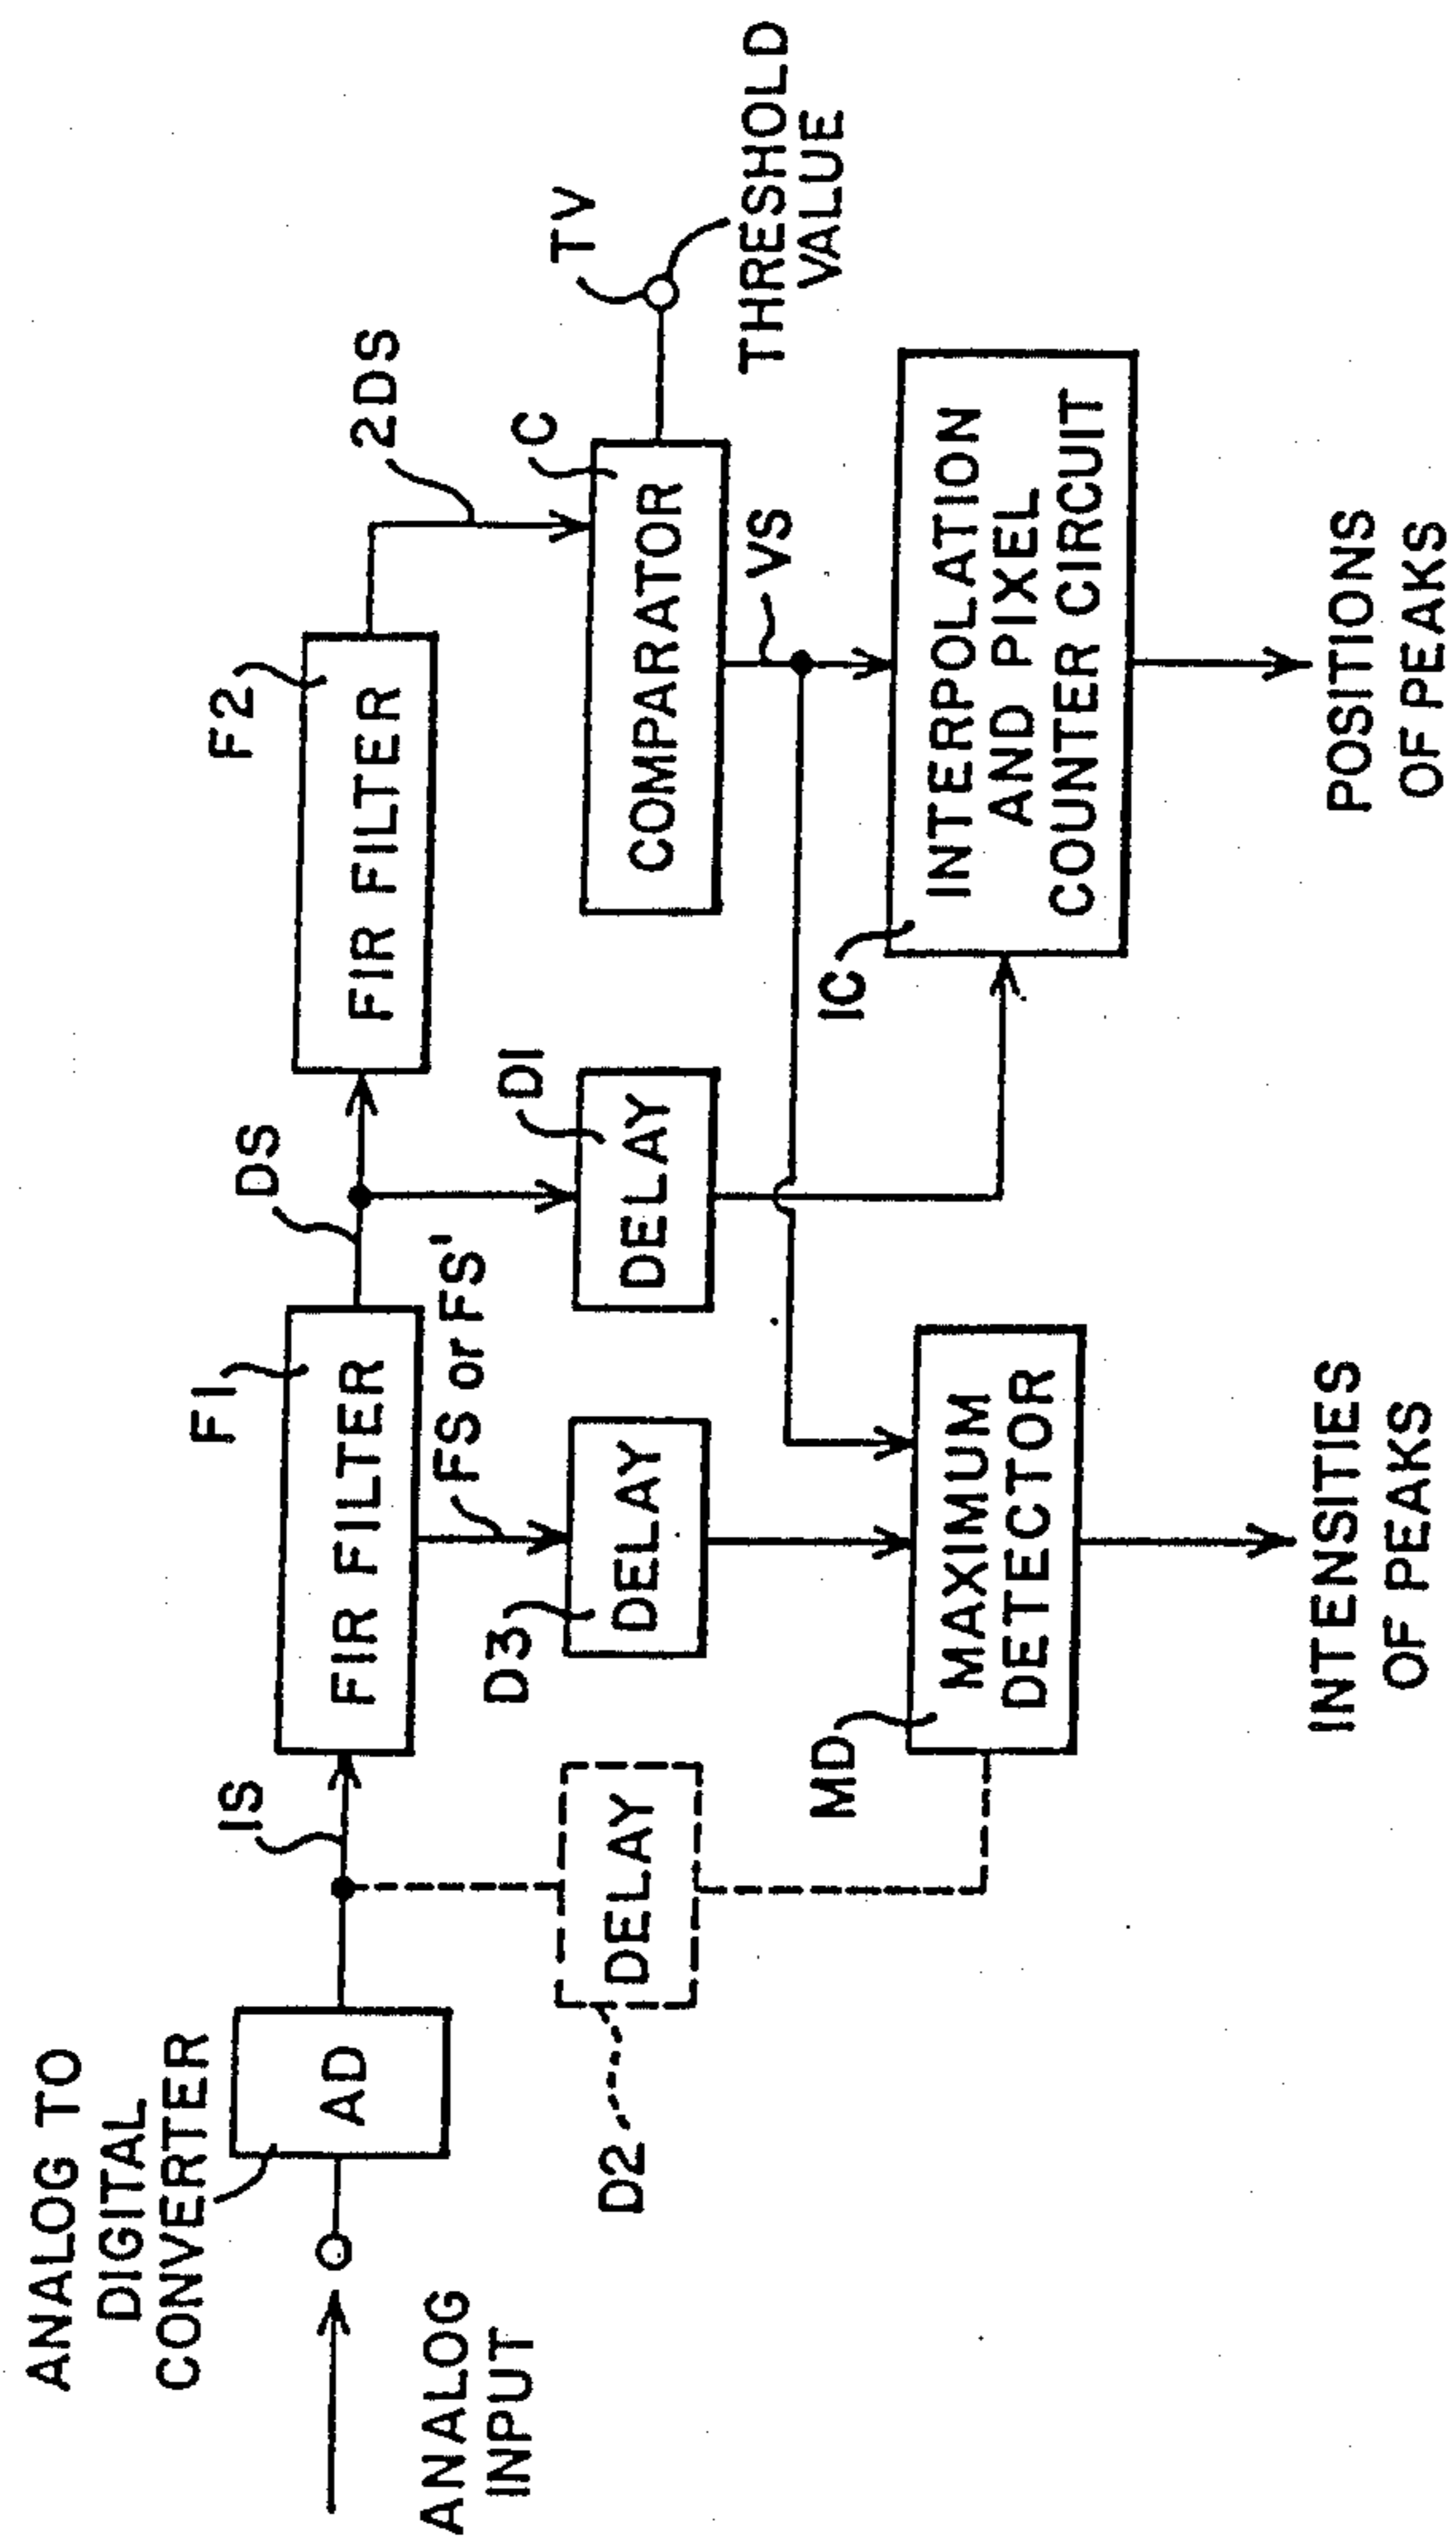 ANALOG TO
DIGITAL
CONVERTER
ANALOG
INPUT
AD
IS
F1
FIR FILTER
DS
F2
FIR FILTER
2DS
FS or FS'
D2
DELAY
D3
DELAY
D1
DELAY
C
COMPARATOR
TV
THRESHOLD
VALUE
VS
MD
MAXIMUM
DETECTOR
IC
INTERPOLATION
AND PIXEL
COUNTER CIRCUIT
INTENSITIES
OF PEAKS
POSITIONS
OF PEAKS